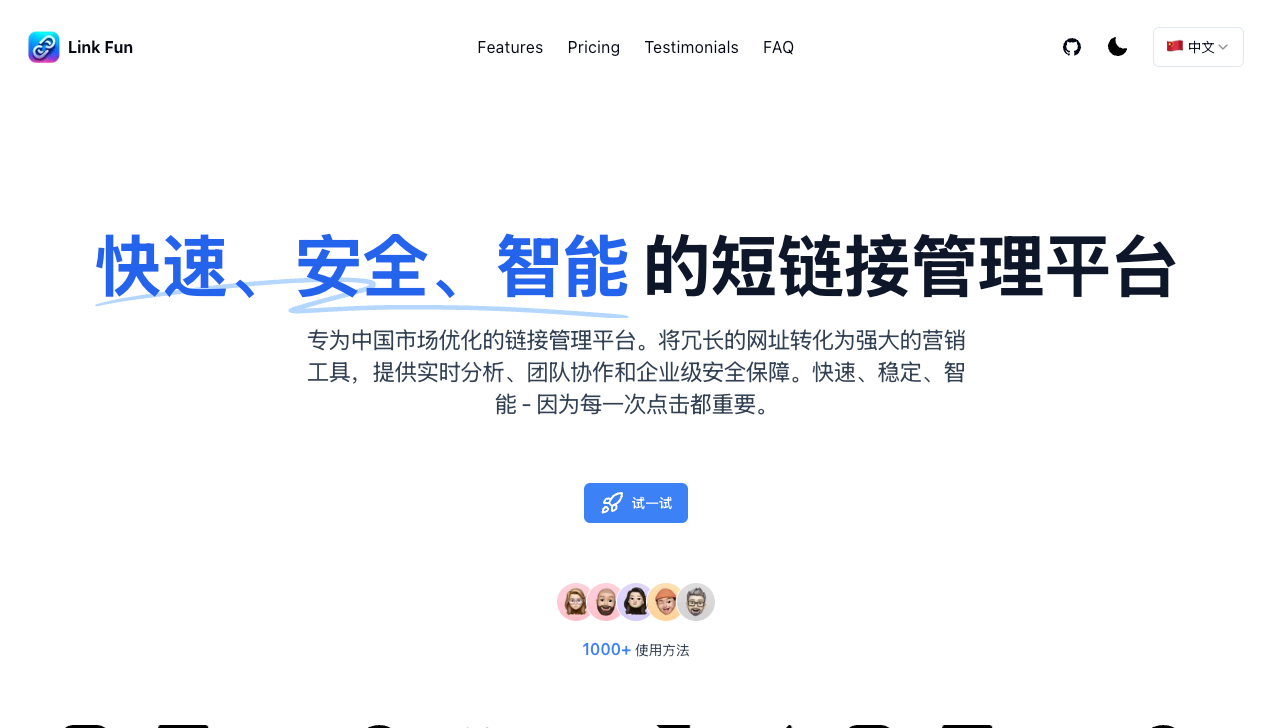 Link Fun
Features Pricing Testimonials FAQ
中文
快速、安全、智能 的短链接管理平台
专为中国市场优化的链接管理平台。将冗长的网址转化为强大的营销
工具，提供实时分析、团队协作和企业级安全保障。快速、稳定、智
能 - 因为每一次点击都重要。
试一试
1000+ 使用方法